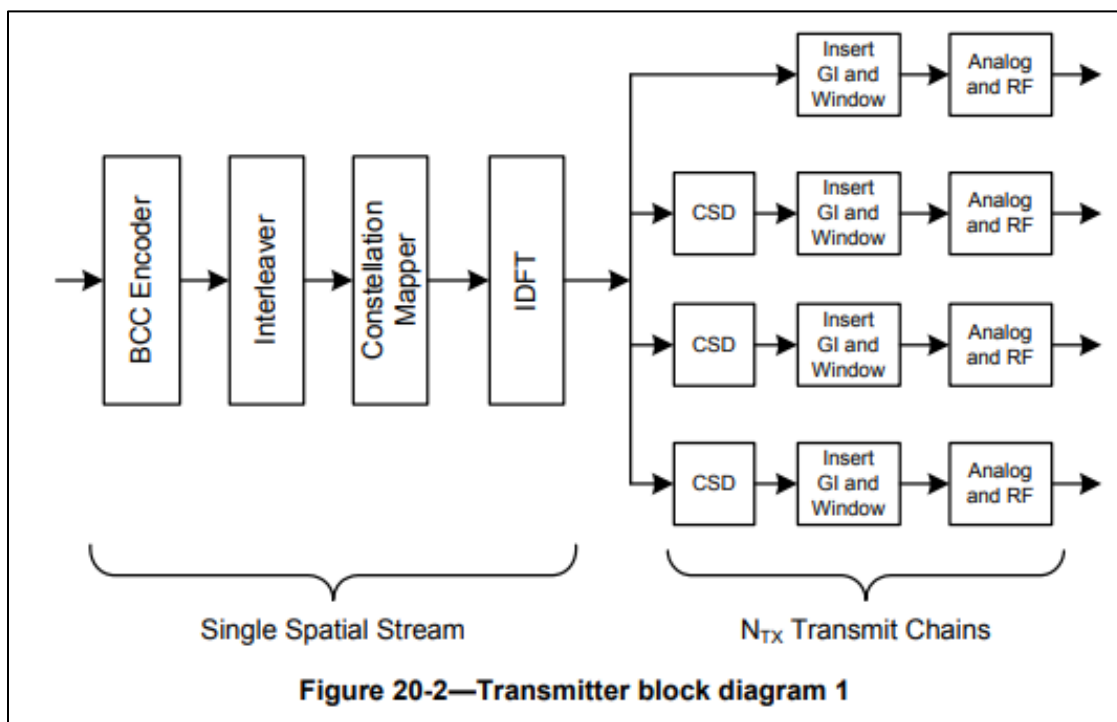 BCC Encoder
Interleaver
Constellation
Mapper
IDFT
Insert
GI and
Window
Analog
and RF
CSD
Insert
GI and
Window
Analog
and RF
CSD
Insert
GI and
Window
Analog
and RF
CSD
Insert
GI and
Window
Analog
and RF
Single Spatial Stream
NTX Transmit Chains
Figure 20-2—Transmitter block diagram 1